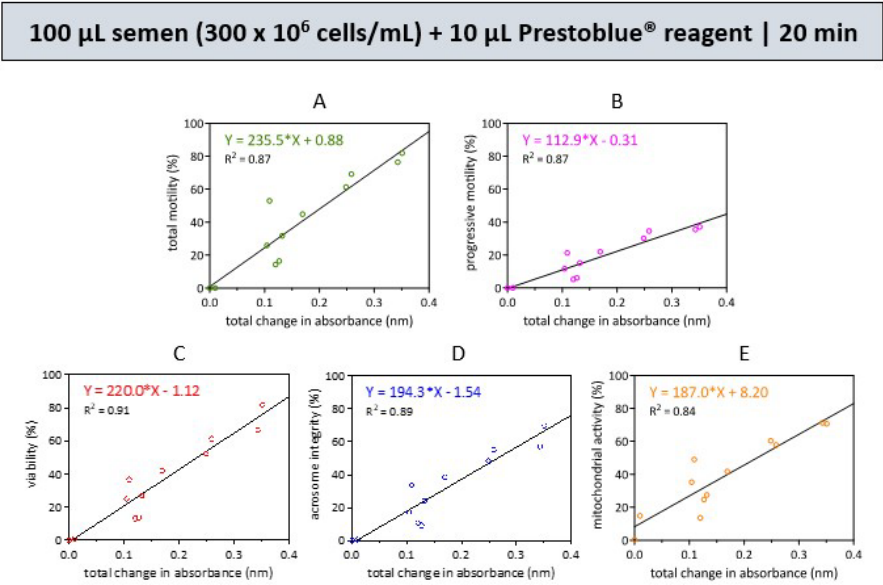 100 µL semen (300 x 10⁶ cells/mL) + 10 µL Prestoblue® reagent | 20 min
A
Y = 235.5*X + 0.88
R² = 0.87
total motility (%)
100
80
60
40
20
0
0.0 0.1 0.2 0.3 0.4
total change in absorbance (nm)
B
Y = 112.9*X - 0.31
R² = 0.87
progressive motility (%)
100
80
60
40
20
0
0.0 0.1 0.2 0.3 0.4
total change in absorbance (nm)
C
Y = 220.0*X - 1.12
R² = 0.91
viability (%)
100
80
60
40
20
0
0.0 0.1 0.2 0.3 0.4
total change in absorbance (nm)
D
Y = 194.3*X - 1.54
R² = 0.89
acrosome integrity (%)
100
80
60
40
20
0
0.0 0.1 0.2 0.3 0.4
total change in absorbance (nm)
E
Y = 187.0*X + 8.20
R² = 0.84
mitochondrial activity (%)
100
80
60
40
20
0
0.0 0.1 0.2 0.3 0.4
total change in absorbance (nm)